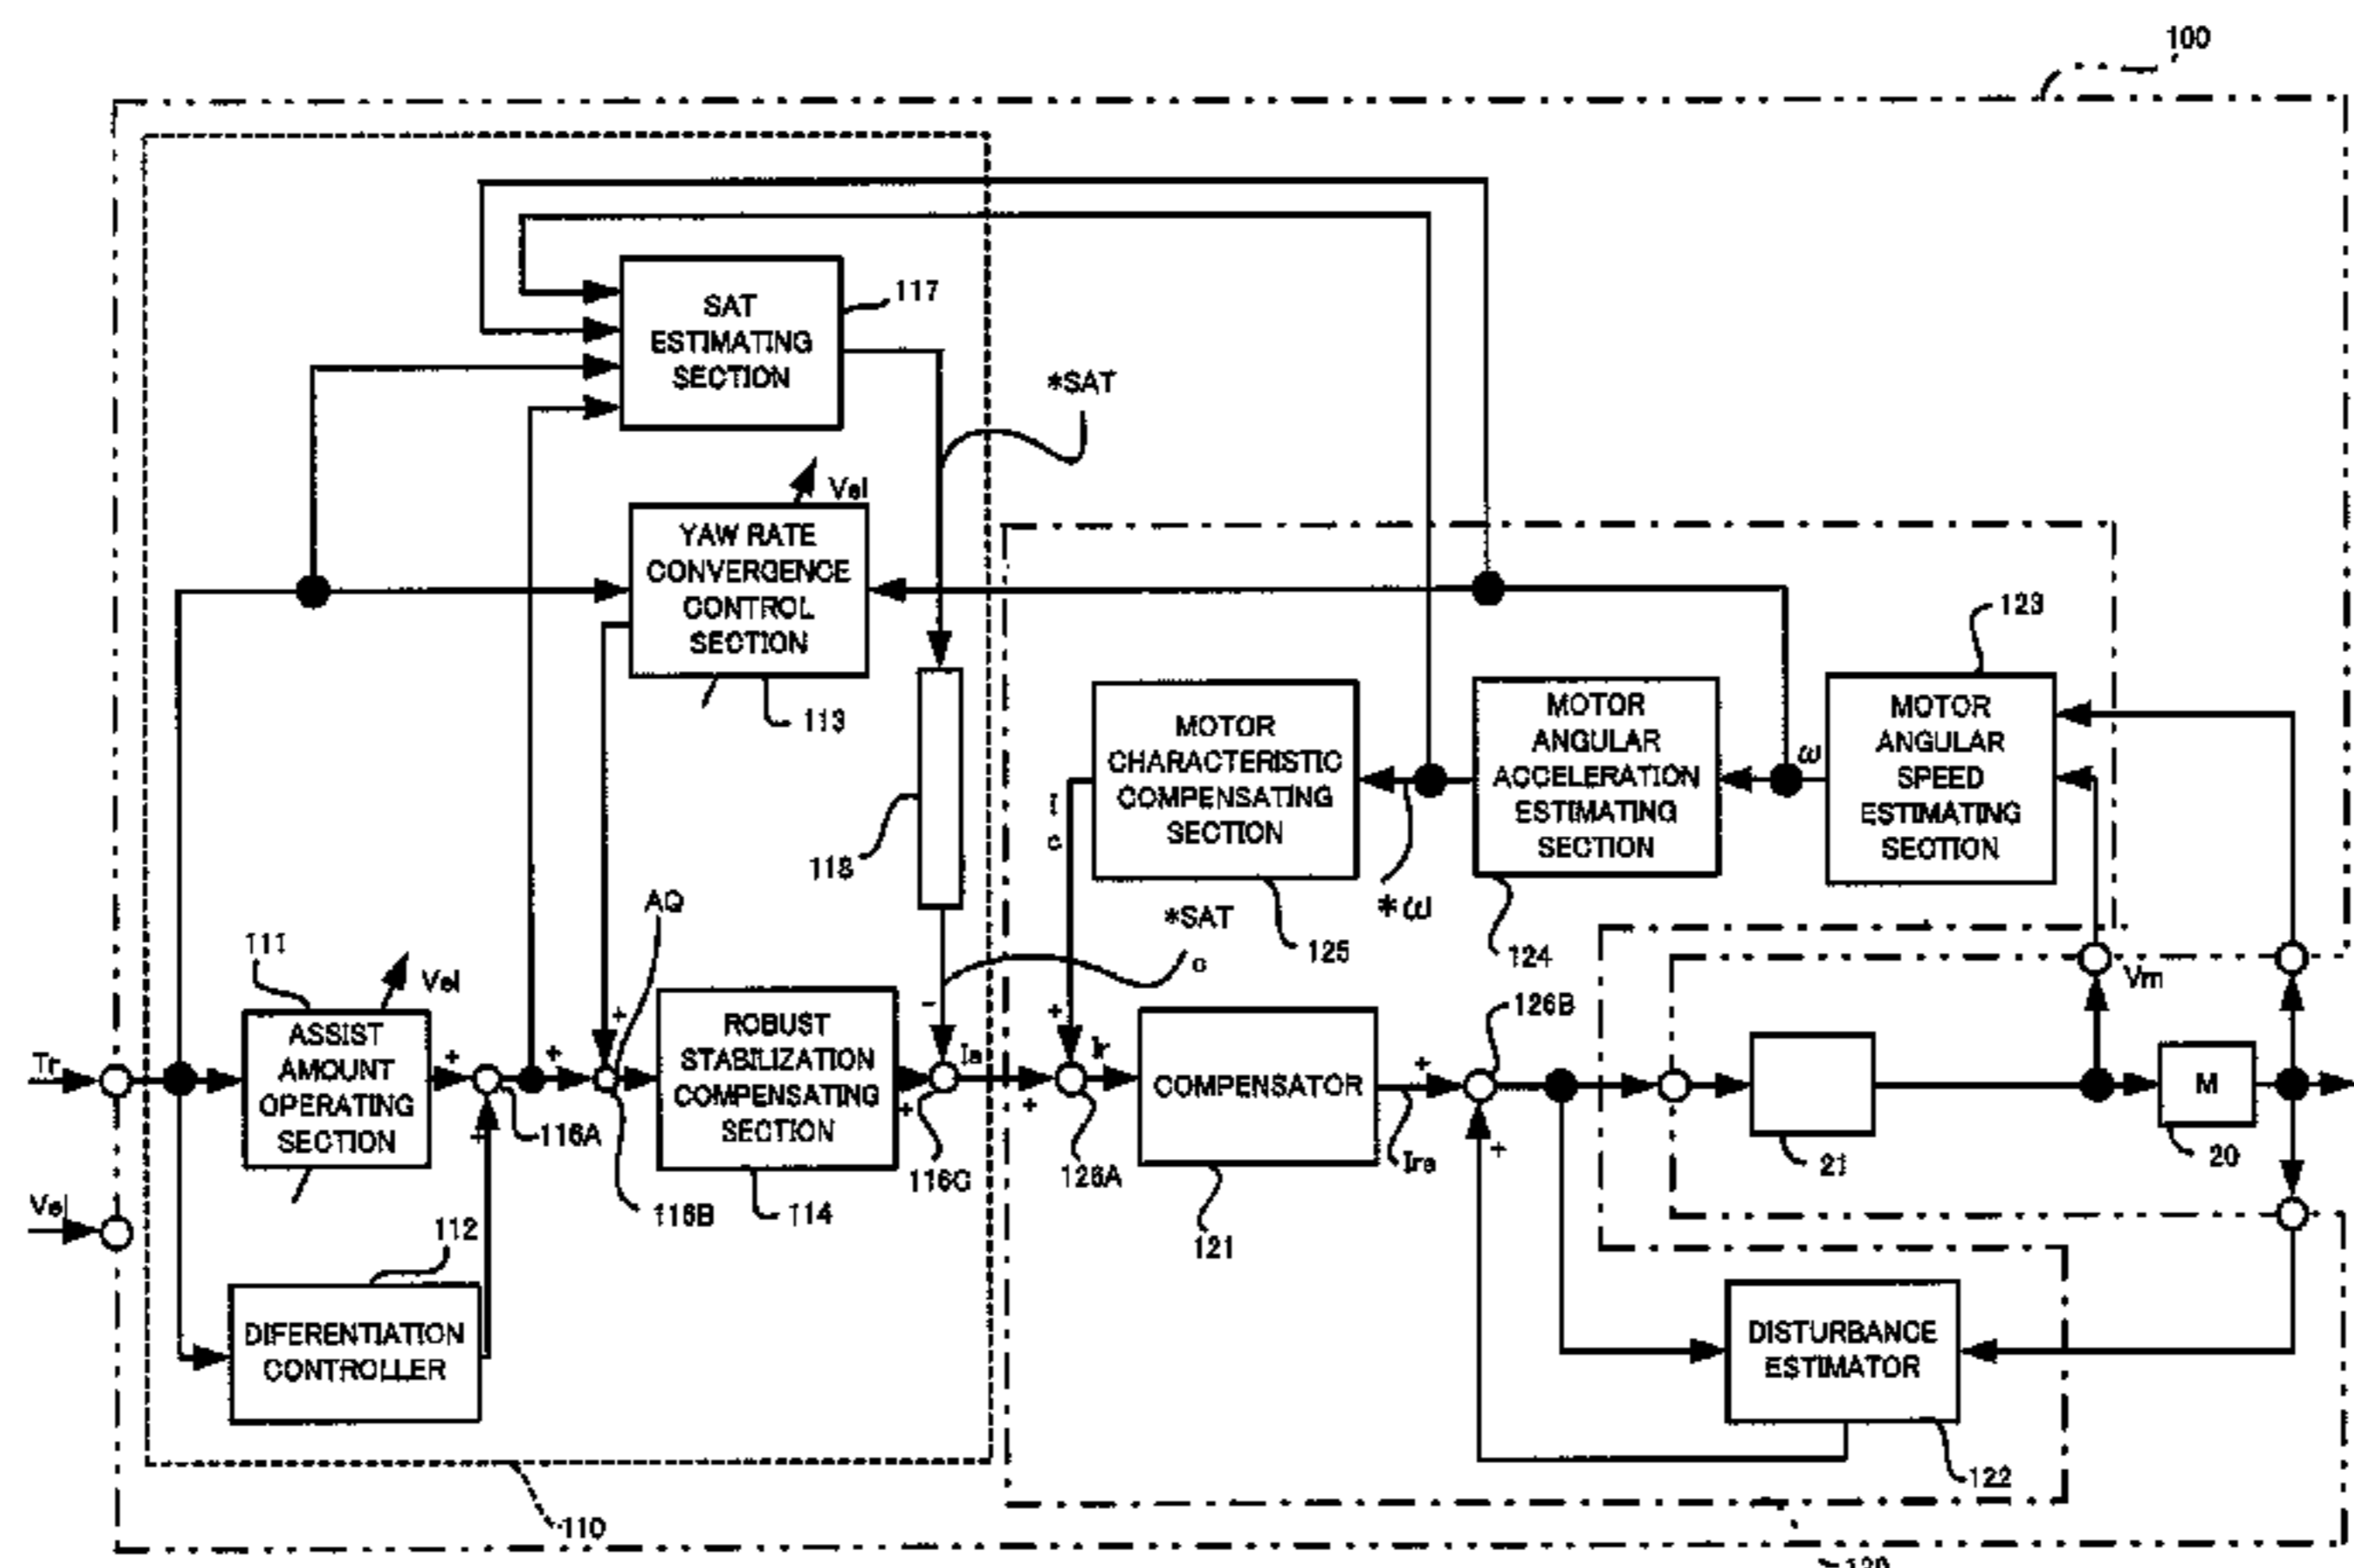 100
SAT
ESTIMATING
SECTION
117
*SAT
Vel
YAW RATE
CONVERGENCE
CONTROL
SECTION
113
118
123
MOTOR
CHARACTERISTIC
COMPENSATING
SECTION
125
MOTOR
ANGULAR
ACCELERATION
ESTIMATING
SECTION
124
MOTOR
ANGULAR
SPEED
ESTIMATING
SECTION
ω
*ω
I
c
*SAT
c
AQ
111
Vel
ASSIST
AMOUNT
OPERATING
SECTION
Tr
Vel
+
+
116A
+
+
116B
ROBUST
STABILIZATION
COMPENSATING
SECTION
114
-
+
Ia
116C
+
+
Ir
126A
COMPENSATOR
121
+
Ire
126B
+
21
Vm
M
20
112
DIFERENTIATION
CONTROLLER
DISTURBANCE
ESTIMATOR
122
110
120